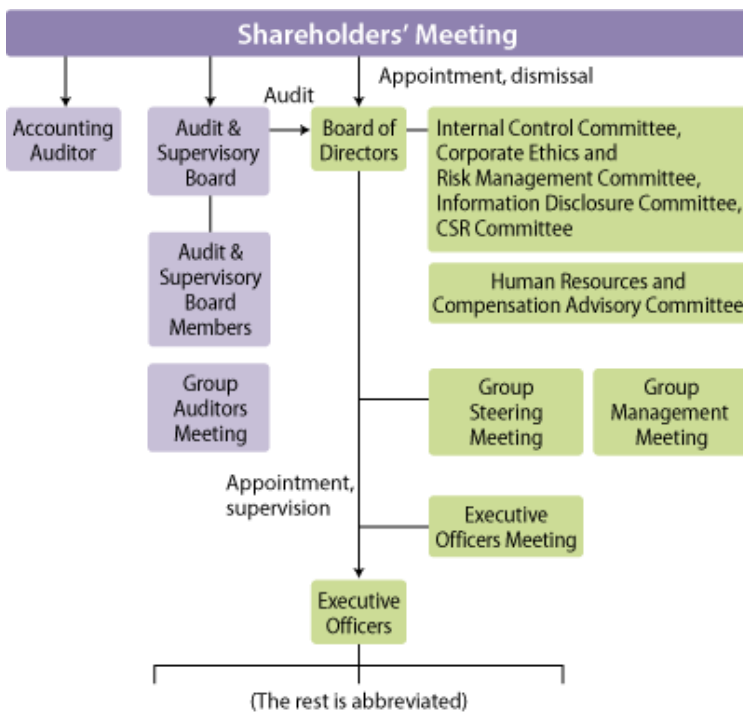 Shareholders’ Meeting
Appointment, dismissal
Audit
Accounting
Auditor
Audit &
Supervisory
Board
Board of
Directors
Internal Control Committee,
Corporate Ethics and
Risk Management Committee,
Information Disclosure Committee,
CSR Committee
Audit &
Supervisory
Board
Members
Human Resources and
Compensation Advisory Committee
Group
Auditors
Meeting
Group
Steering
Meeting
Group
Management
Meeting
Appointment,
supervision
Executive
Officers Meeting
Executive
Officers
(The rest is abbreviated)